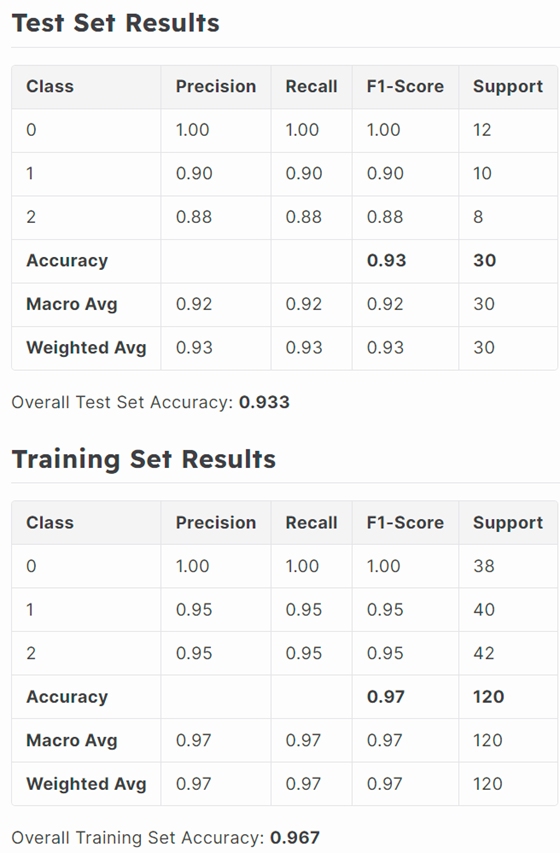 Test Set Results
Class Precision Recall F1-Score Support
0 1.00 1.00 1.00 12
1 0.90 0.90 0.90 10
2 0.88 0.88 0.88 8
Accuracy 0.93 30
Macro Avg 0.92 0.92 0.92 30
Weighted Avg 0.93 0.93 0.93 30
Overall Test Set Accuracy: 0.933
Training Set Results
Class Precision Recall F1-Score Support
0 1.00 1.00 1.00 38
1 0.95 0.95 0.95 40
2 0.95 0.95 0.95 42
Accuracy 0.97 120
Macro Avg 0.97 0.97 0.97 120
Weighted Avg 0.97 0.97 0.97 120
Overall Training Set Accuracy: 0.967